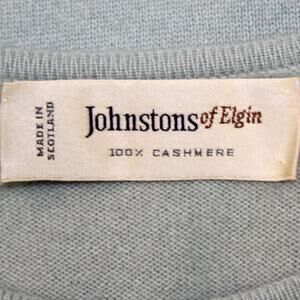 MADE IN
SCOTLAND
Johnstons of Elgin
100% CASHMERE